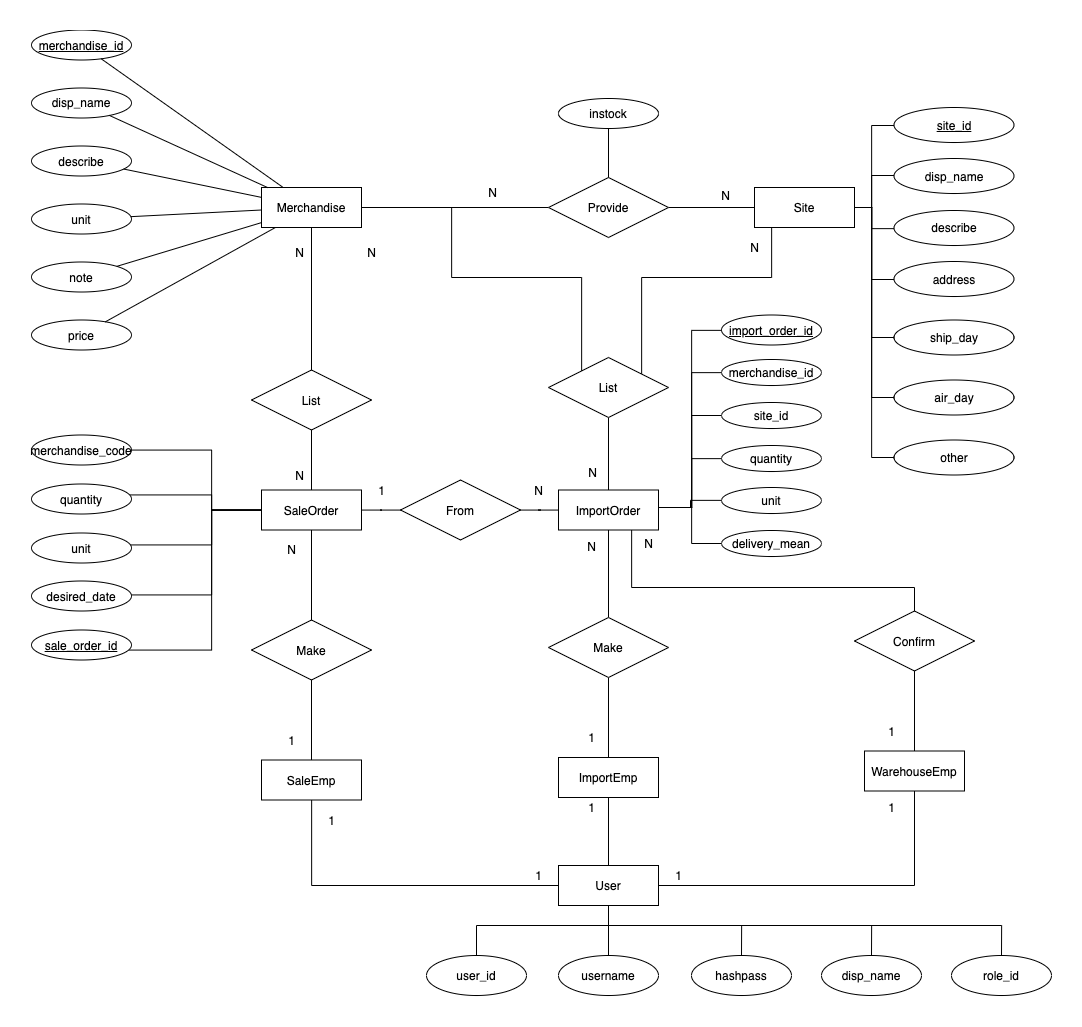 merchandise_id
disp_name
describe
unit
note
price
Merchandise
N
instock
Provide
N
Site
site_id
disp_name
describe
address
ship_day
air_day
other
N
N
N
List
List
import_order_id
merchandise_id
site_id
quantity
unit
delivery_mean
merchandise_code
quantity
unit
desired_date
sale_order_id
N
SaleOrder
1
From
N
N
ImportOrder
N
N
N
Make
Make
Confirm
1
1
1
SaleEmp
ImportEmp
WarehouseEmp
1
1
1
1
User
1
user_id
username
hashpass
disp_name
role_id